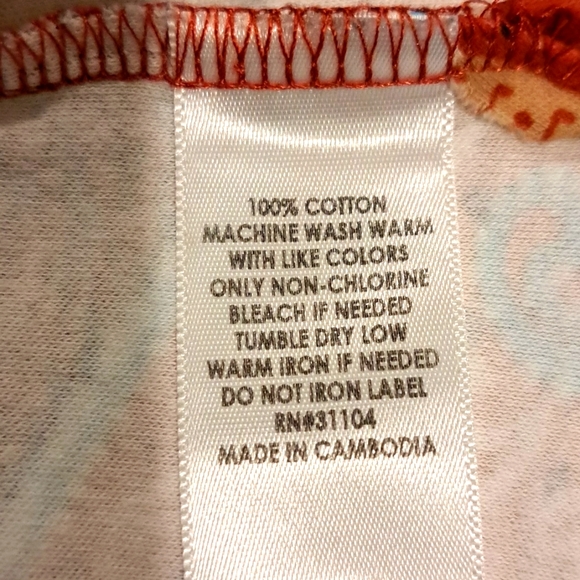 100% COTTON
MACHINE WASH WARM
WITH LIKE COLORS
ONLY NON-CHLORINE
BLEACH IF NEEDED
TUMBLE DRY LOW
WARM IRON IF NEEDED
DO NOT IRON LABEL
RN#31104
MADE IN CAMBODIA